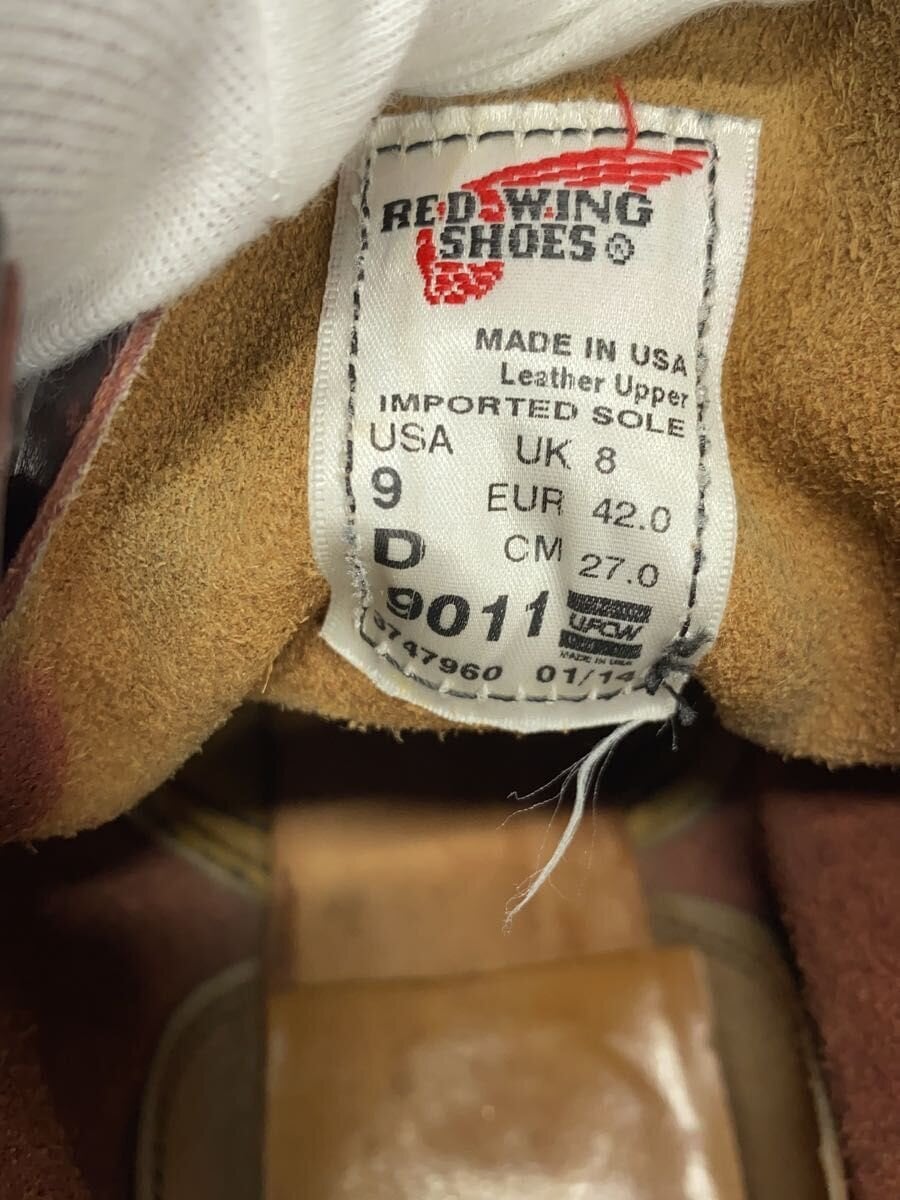 RED WING
SHOES®
MADE IN USA
Leather Upper
IMPORTED SOLE
USA UK 8
9 EUR 42.0
D CM 27.0
9011 UFCW
MADE IN USA
3747960 01/14